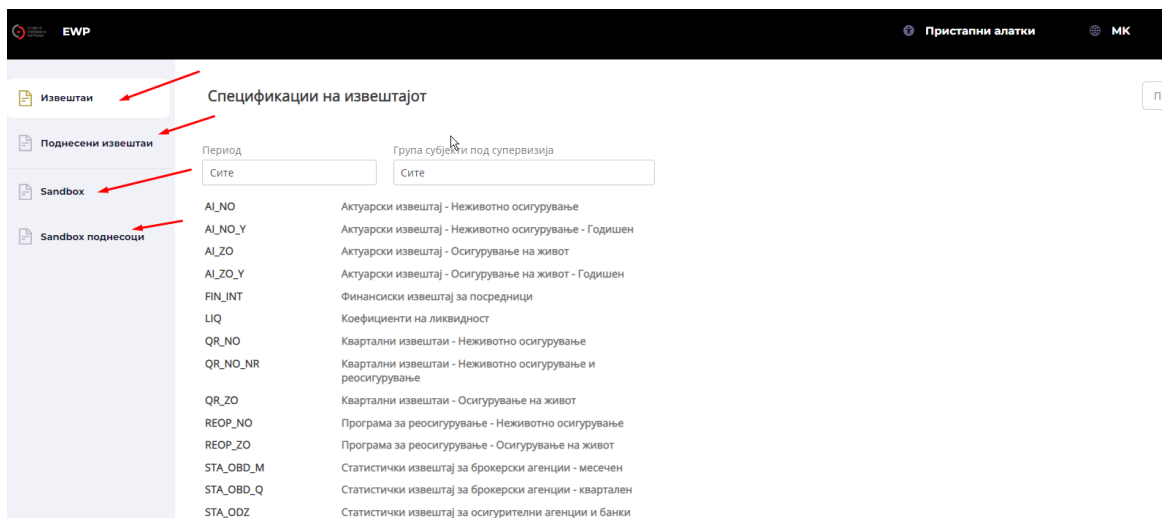 EWP
Пристапни алатки
МК
Извештаи
Поднесени извештаи
Sandbox
Sandbox поднесоци
Спецификации на извештајот
П
Период
Група субјекти под супервизија
Сите
Сите
AI_NO Актуарски извештај - Неживотно осигурување
AI_NO_Y Актуарски извештај - Неживотно осигурување - Годишен
AI_ZO Актуарски извештај - Осигурување на живот
AI_ZO_Y Актуарски извештај - Осигурување на живот - Годишен
FIN_INT Финансиски извештај за посредници
LIQ Коефициенти на ликвидност
QR_NO Квартални извештаи - Неживотно осигурување
QR_NO_NR Квартални извештаи - Неживотно осигурување и
реосигурување
QR_ZO Квартални извештаи - Осигурување на живот
REOP_NO Програма за реосигурување - Неживотно осигурување
REOP_ZO Програма за реосигурување - Осигурување на живот
STA_OBD_M Статистички извештај за брокерски агенции - месечен
STA_OBD_Q Статистички извештај за брокерски агенции - квартален
STA_ODZ Статистички извештај за осигурителни агенции и банки